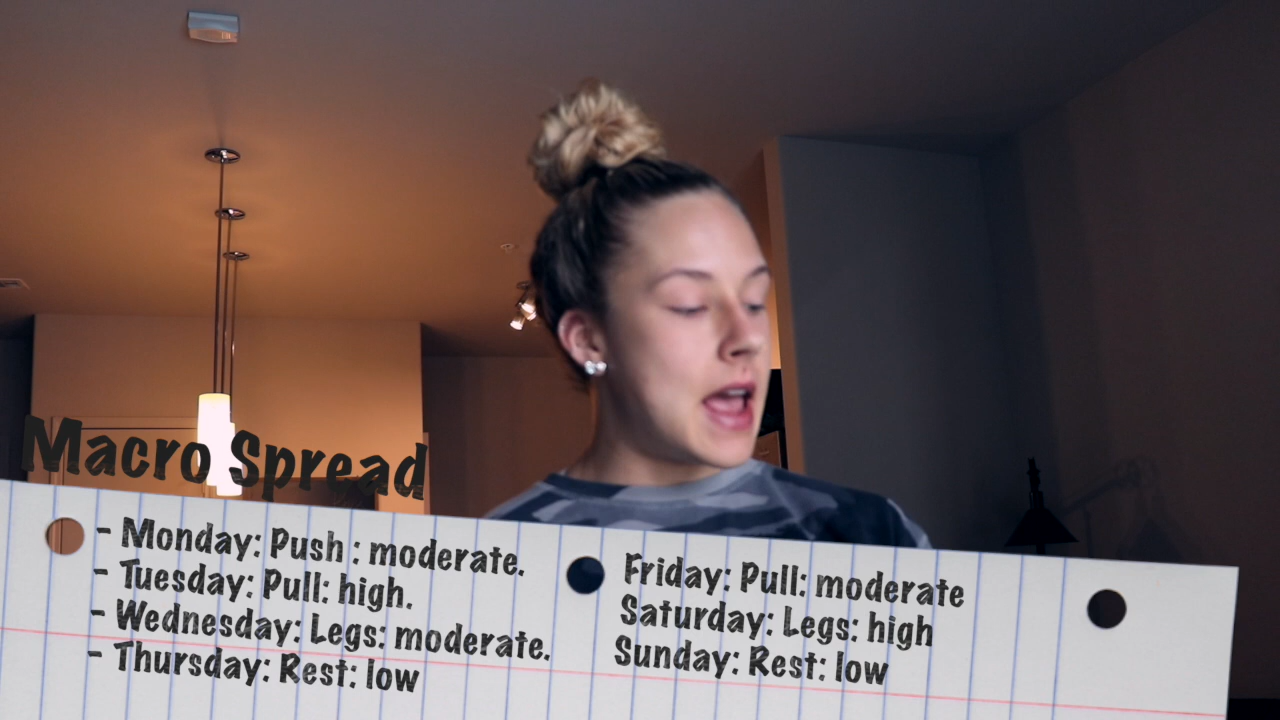 Macro Spread
- Monday: Push : moderate.
- Tuesday: Pull: high.
- Wednesday: Legs: moderate.
- Thursday: Rest: low
Friday: Pull: moderate
Saturday: Legs: high
Sunday: Rest: low